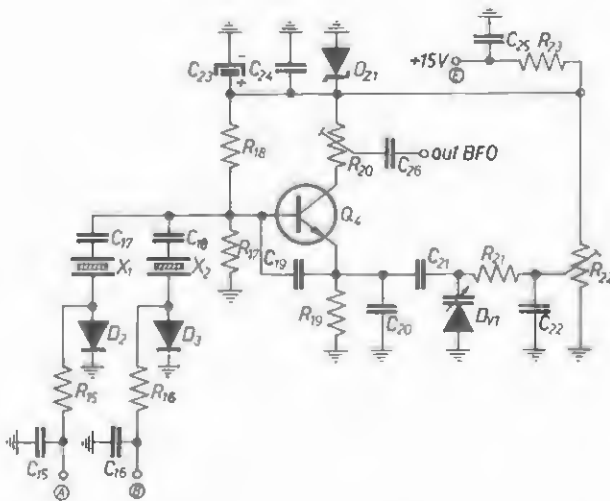 C25
R23
+15V
E
C23
-
+
C24
DZ1
R18
R20
C26
out BFO
Q4
C17
C18
X1
X2
R17
C19
C21
R21
R22
D2
D3
R19
C20
DV1
C22
R15
R16
C15
C16
A
B